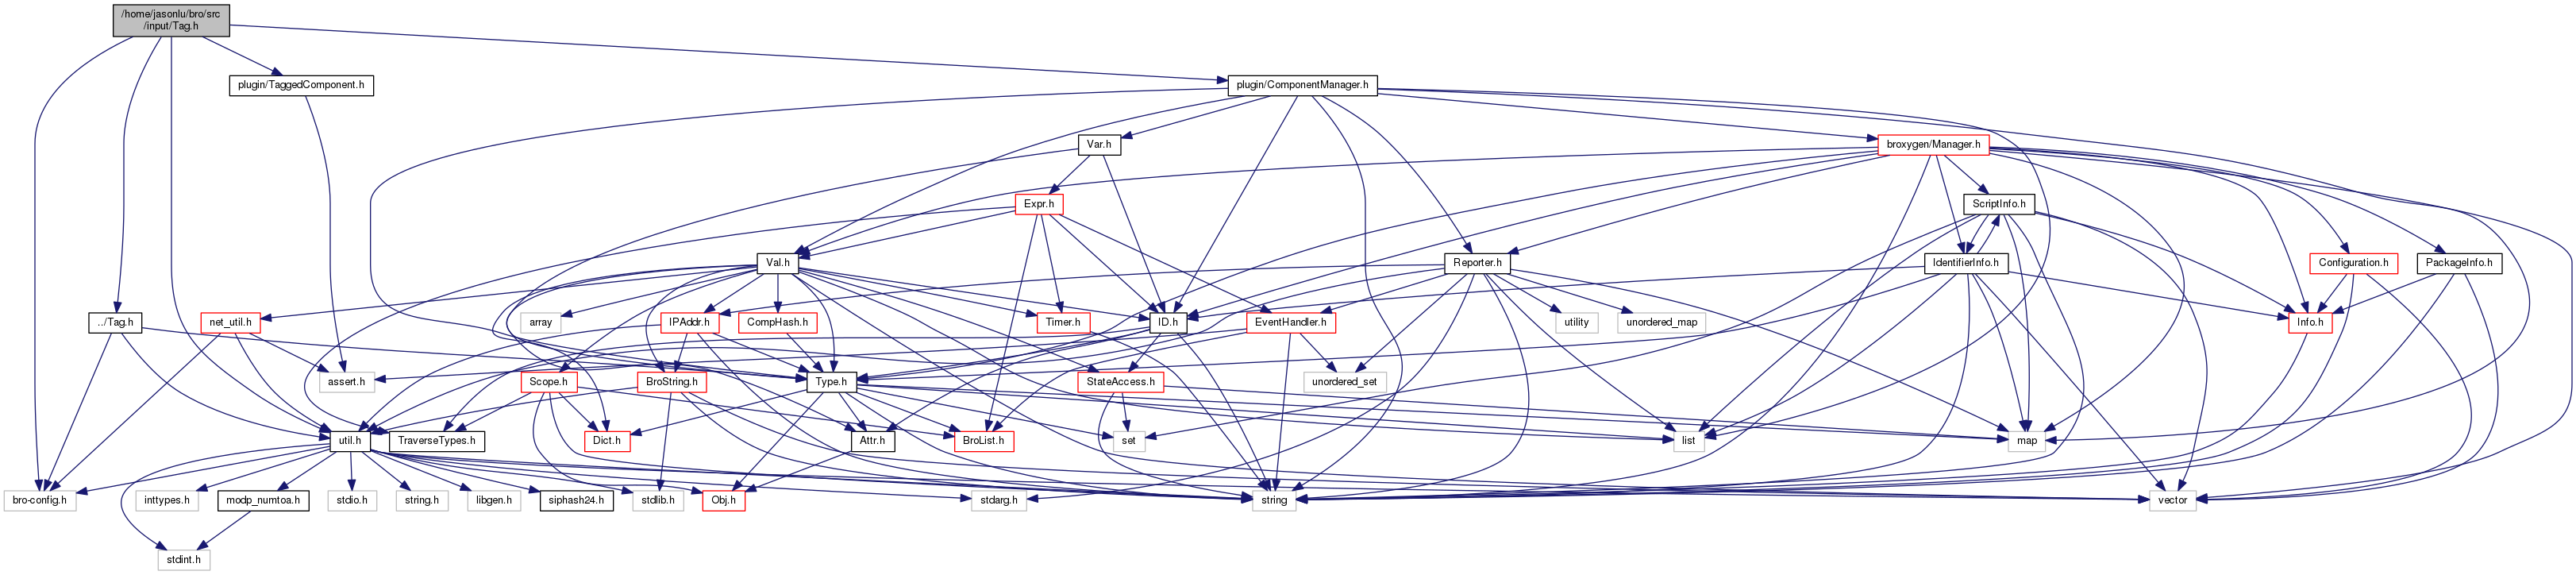 /home/jasonlu/bro/src
/input/Tag.h
plugin/TaggedComponent.h
plugin/ComponentManager.h
Var.h
broxygen/Manager.h
Expr.h
ScriptInfo.h
Val.h
Reporter.h
IdentifierInfo.h
Configuration.h
PackageInfo.h
../Tag.h
net_util.h
array
IPAddr.h
CompHash.h
Timer.h
ID.h
EventHandler.h
utility
unordered_map
Info.h
assert.h
Scope.h
BroString.h
Type.h
StateAccess.h
unordered_set
util.h
TraverseTypes.h
Dict.h
Attr.h
BroList.h
set
list
map
bro-config.h
inttypes.h
modp_numtoa.h
stdio.h
string.h
libgen.h
siphash24.h
stdlib.h
Obj.h
stdarg.h
string
vector
stdint.h